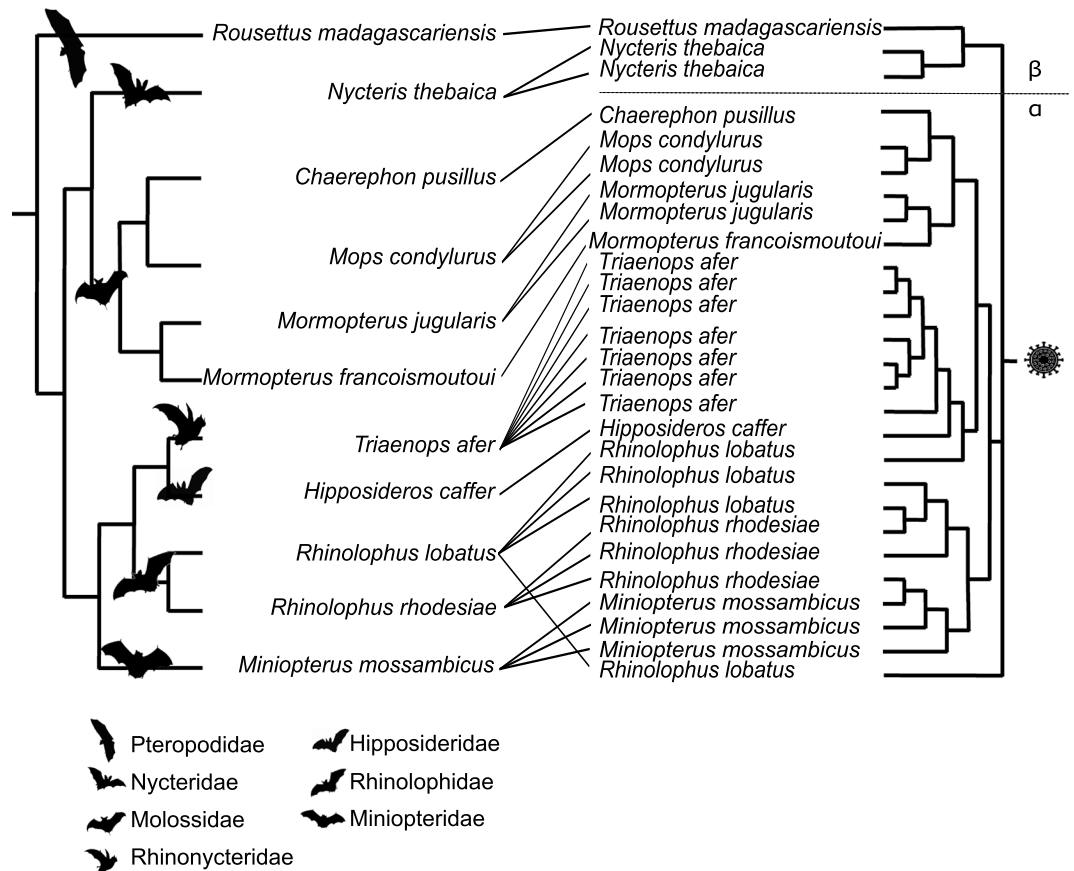 Rousettus madagascariensis
Nycteris thebaica
Chaerephon pusillus
Mops condylurus
Mormopterus jugularis
Mormopterus francoismoutoui
Triaenops afer
Hipposideros caffer
Rhinolophus lobatus
Rhinolophus rhodesiae
Miniopterus mossambicus
Rousettus madagascariensis
Nycteris thebaica
Nycteris thebaica
β
α
Chaerephon pusillus
Mops condylurus
Mops condylurus
Mormopterus jugularis
Mormopterus jugularis
Mormopterus francoismoutoui
Triaenops afer
Triaenops afer
Triaenops afer
Triaenops afer
Triaenops afer
Triaenops afer
Triaenops afer
Hipposideros caffer
Rhinolophus lobatus
Rhinolophus lobatus
Rhinolophus lobatus
Rhinolophus rhodesiae
Rhinolophus rhodesiae
Rhinolophus rhodesiae
Miniopterus mossambicus
Miniopterus mossambicus
Miniopterus mossambicus
Rhinolophus lobatus
Pteropodidae
Nycteridae
Molossidae
Rhinonycteridae
Hipposideridae
Rhinolophidae
Miniopteridae